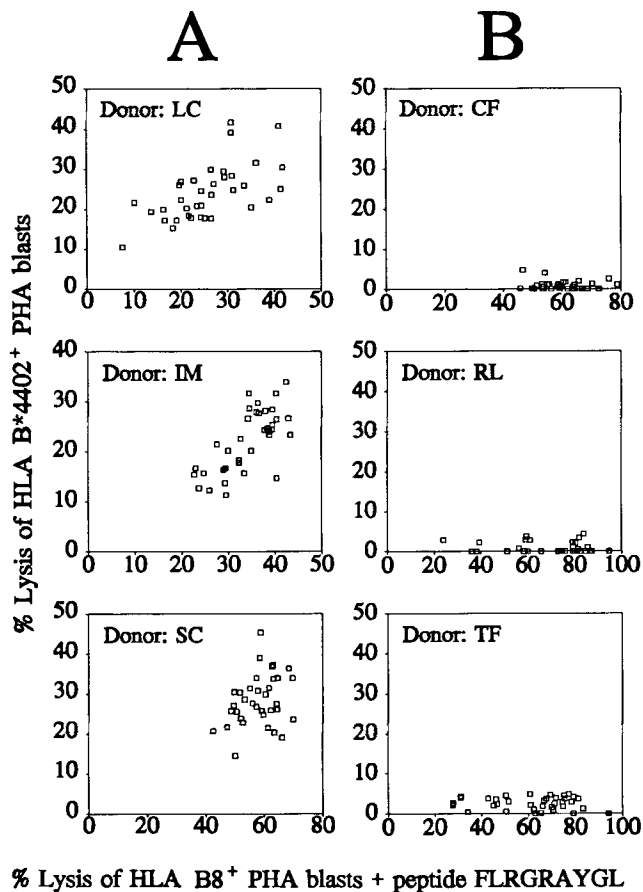 A
B
% Lysis of HLA B*4402+ PHA blasts
Donor: LC
50
40
30
20
10
0
0 10 20 30 40 50
Donor: CF
50
40
30
20
10
0
0 20 40 60 80
Donor: IM
40
30
20
10
0
0 10 20 30 40 50
Donor: RL
50
40
30
20
10
0
0 20 40 60 80 100
Donor: SC
50
40
30
20
10
0
0 20 40 60 80 100
Donor: TF
50
40
30
20
10
0
0 20 40 60 80 100
% Lysis of HLA B8+ PHA blasts + peptide FLRGRAYGL